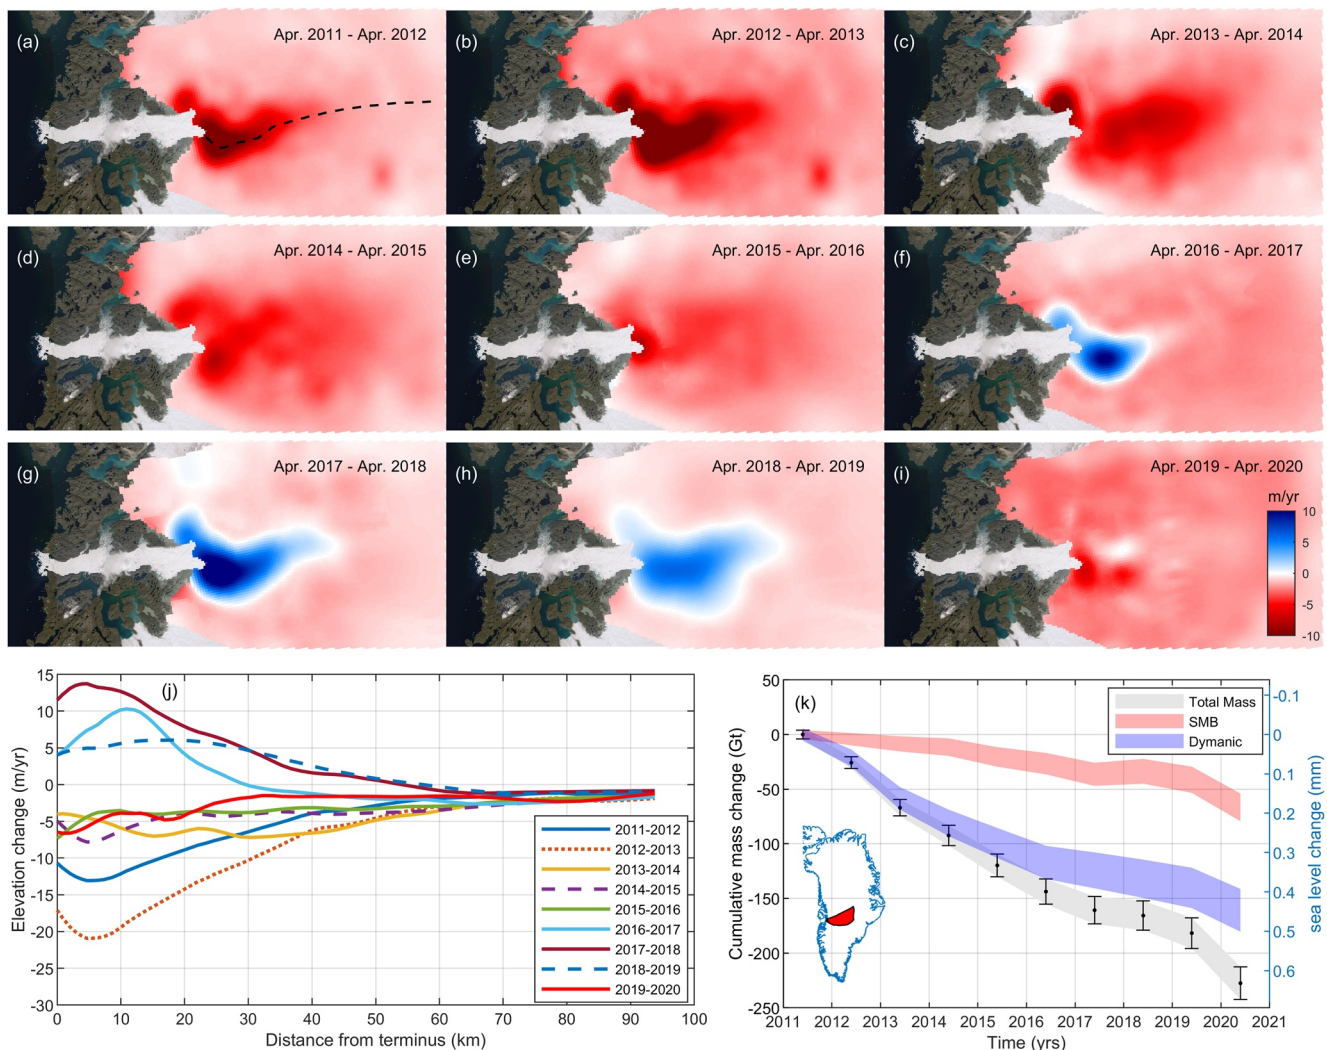 (a)
Apr. 2011 - Apr. 2012
(b)
Apr. 2012 - Apr. 2013
(c)
Apr. 2013 - Apr. 2014
(d)
Apr. 2014 - Apr. 2015
(e)
Apr. 2015 - Apr. 2016
(f)
Apr. 2016 - Apr. 2017
(g)
Apr. 2017 - Apr. 2018
(h)
Apr. 2018 - Apr. 2019
(i)
Apr. 2019 - Apr. 2020
m/yr
10
5
0
-5
-10
(j)
Elevation change (m/yr)
15
10
5
0
-5
-10
-15
-20
-25
-30
0 10 20 30 40 50 60 70 80 90 100
Distance from terminus (km)
2011-2012
2012-2013
2013-2014
2014-2015
2015-2016
2016-2017
2017-2018
2018-2019
2019-2020
(k)
Cumulative mass change (Gt)
50
0
-50
-100
-150
-200
-250
2011 2012 2013 2014 2015 2016 2017 2018 2019 2020 2021
Time (yrs)
Total Mass
SMB
Dymanic
-0.1
0
0.1
0.2
0.3
0.4
0.5
0.6
sea level change (mm)